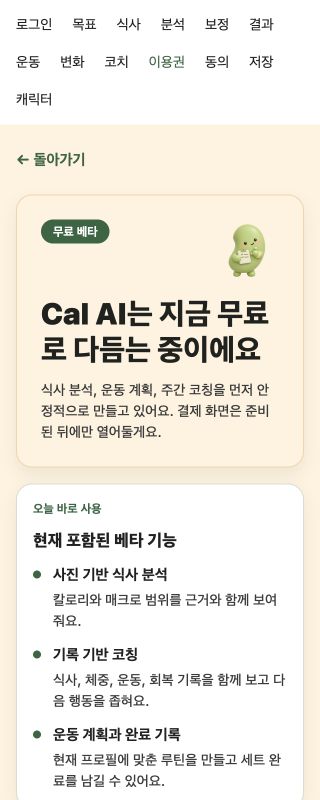 로그인 목표 식사 분석 보정 결과
운동 변화 코치 이용권 동의 저장
캐릭터
← 돌아가기
무료 베타
Cal AI는 지금 무료
로 다듬는 중이에요
식사 분석, 운동 계획, 주간 코칭을 먼저 안
정적으로 만들고 있어요. 결제 화면은 준비
된 뒤에만 열어둘게요.
오늘 바로 사용
현재 포함된 베타 기능
사진 기반 식사 분석
칼로리와 매크로 범위를 근거와 함께 보여
줘요.
기록 기반 코칭
식사, 체중, 운동, 회복 기록을 함께 보고 다
음 행동을 좁혀요.
운동 계획과 완료 기록
현재 프로필에 맞춘 루틴을 만들고 세트 완
료를 남길 수 있어요.